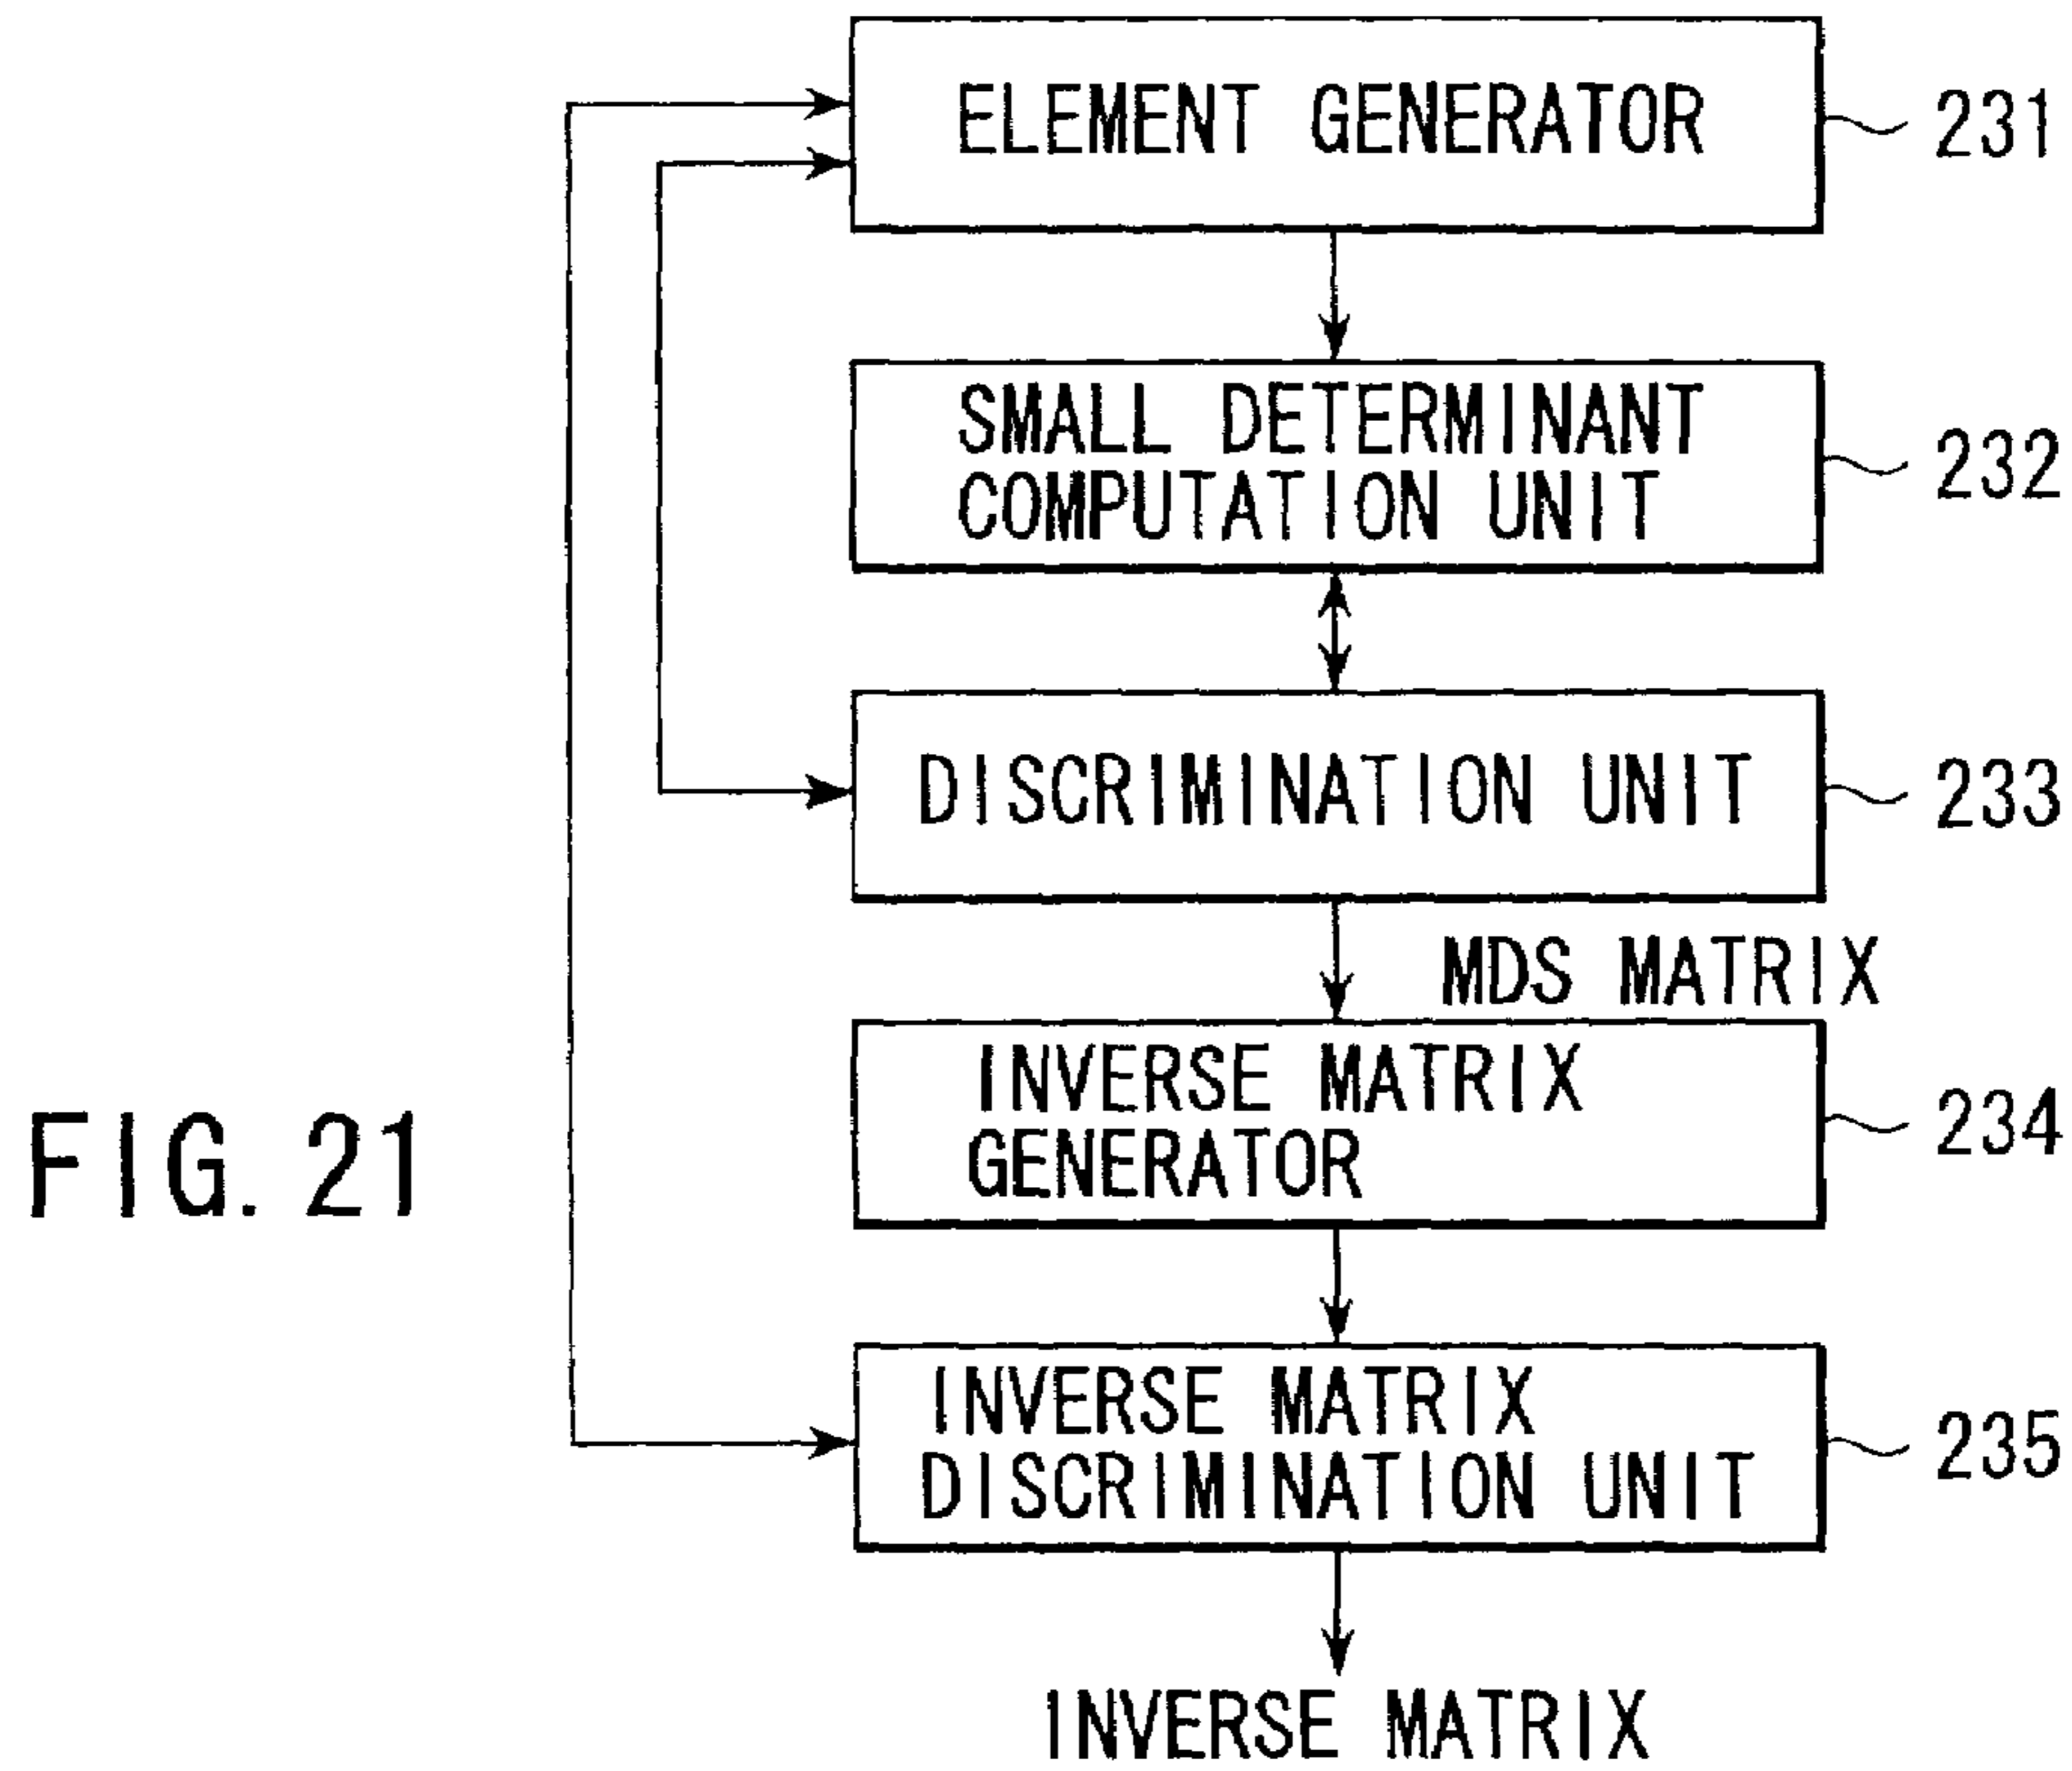 ELEMENT GENERATOR
231
SMALL DETERMINANT
COMPUTATION UNIT
232
DISCRIMINATION UNIT
233
MDS MATRIX
INVERSE MATRIX
GENERATOR
234
FIG. 21
INVERSE MATRIX
DISCRIMINATION UNIT
235
INVERSE MATRIX